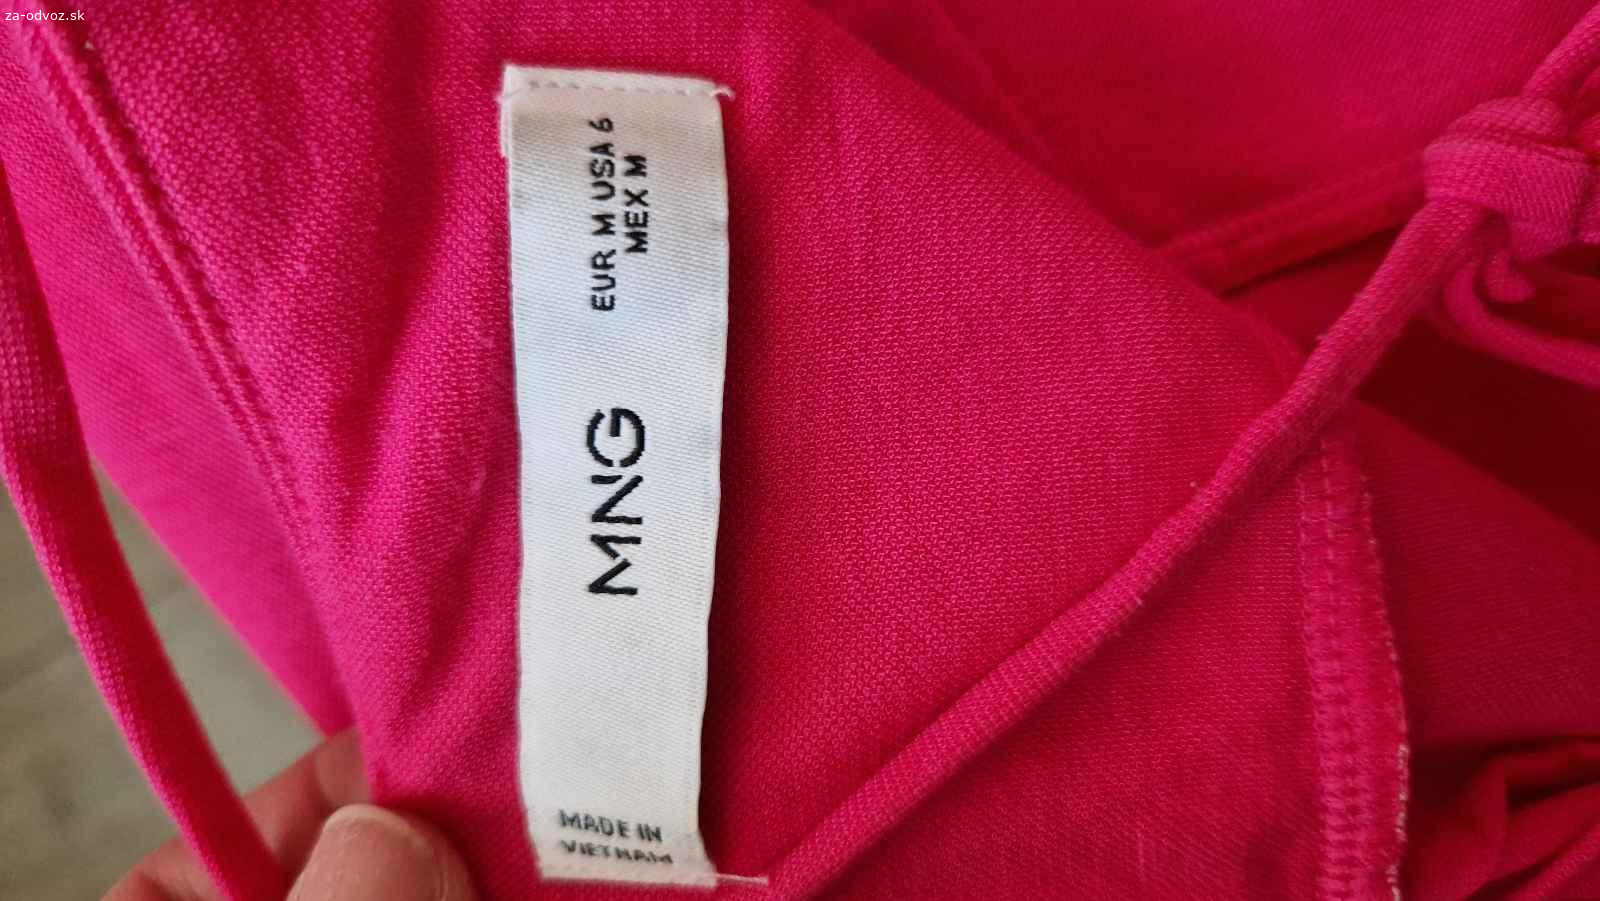 za-odvoz.sk
EUR M USA 6
MEX M
MNG
MADE IN
VIETNAM